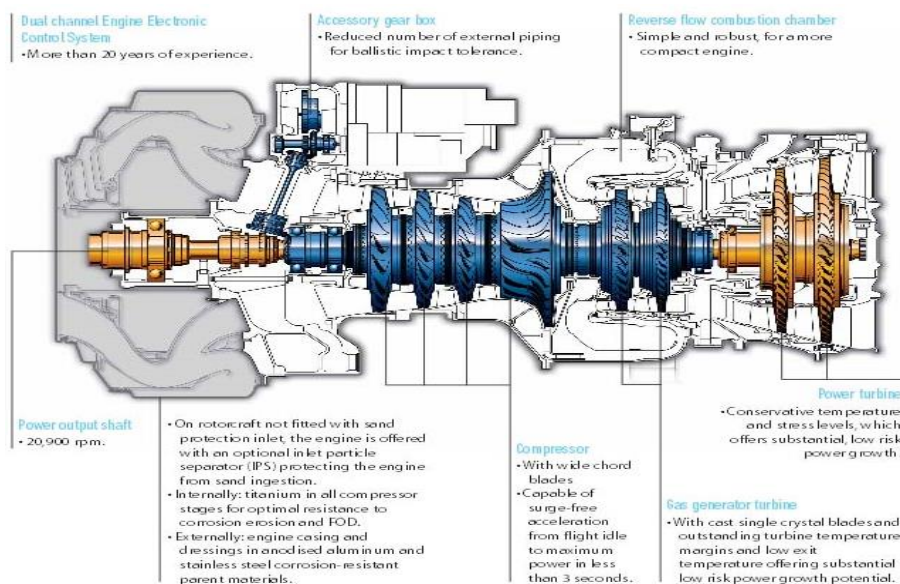 Dual channel Engine Electronic
Control System
• More than 20 years of experience.
Accessory gear box
• Reduced number of external piping
for ballistic impact tolerance.
Reverse flow combustion chamber
• Simple and robust, for a more
compact engine.
Power output shaft
• 20,900 rpm.
• On rotorcraft not fitted with sand
protection inlet, the engine is offered
with an optional inlet particle
separator (IPS) protecting the engine
from sand ingestion.
• Internally: titanium in all compressor
stages for optimal resistance to
corrosion erosion and FOD.
• Externally: engine casing and
dressings in anodised aluminum and
stainless steel corrosion-resistant
parent materials.
Compressor
• With wide chord
blades
• Capable of
surge-free
acceleration
from flight idle
to maximum
power in less
than 3 seconds.
Power turbine
• Conservative temperature
and stress levels, which
offers substantial, low risk
power growth
Gas generator turbine
• With cast single crystal blades and
outstanding turbine temperature
margins and low exit
temperature offering substantial
low risk power growth potential.